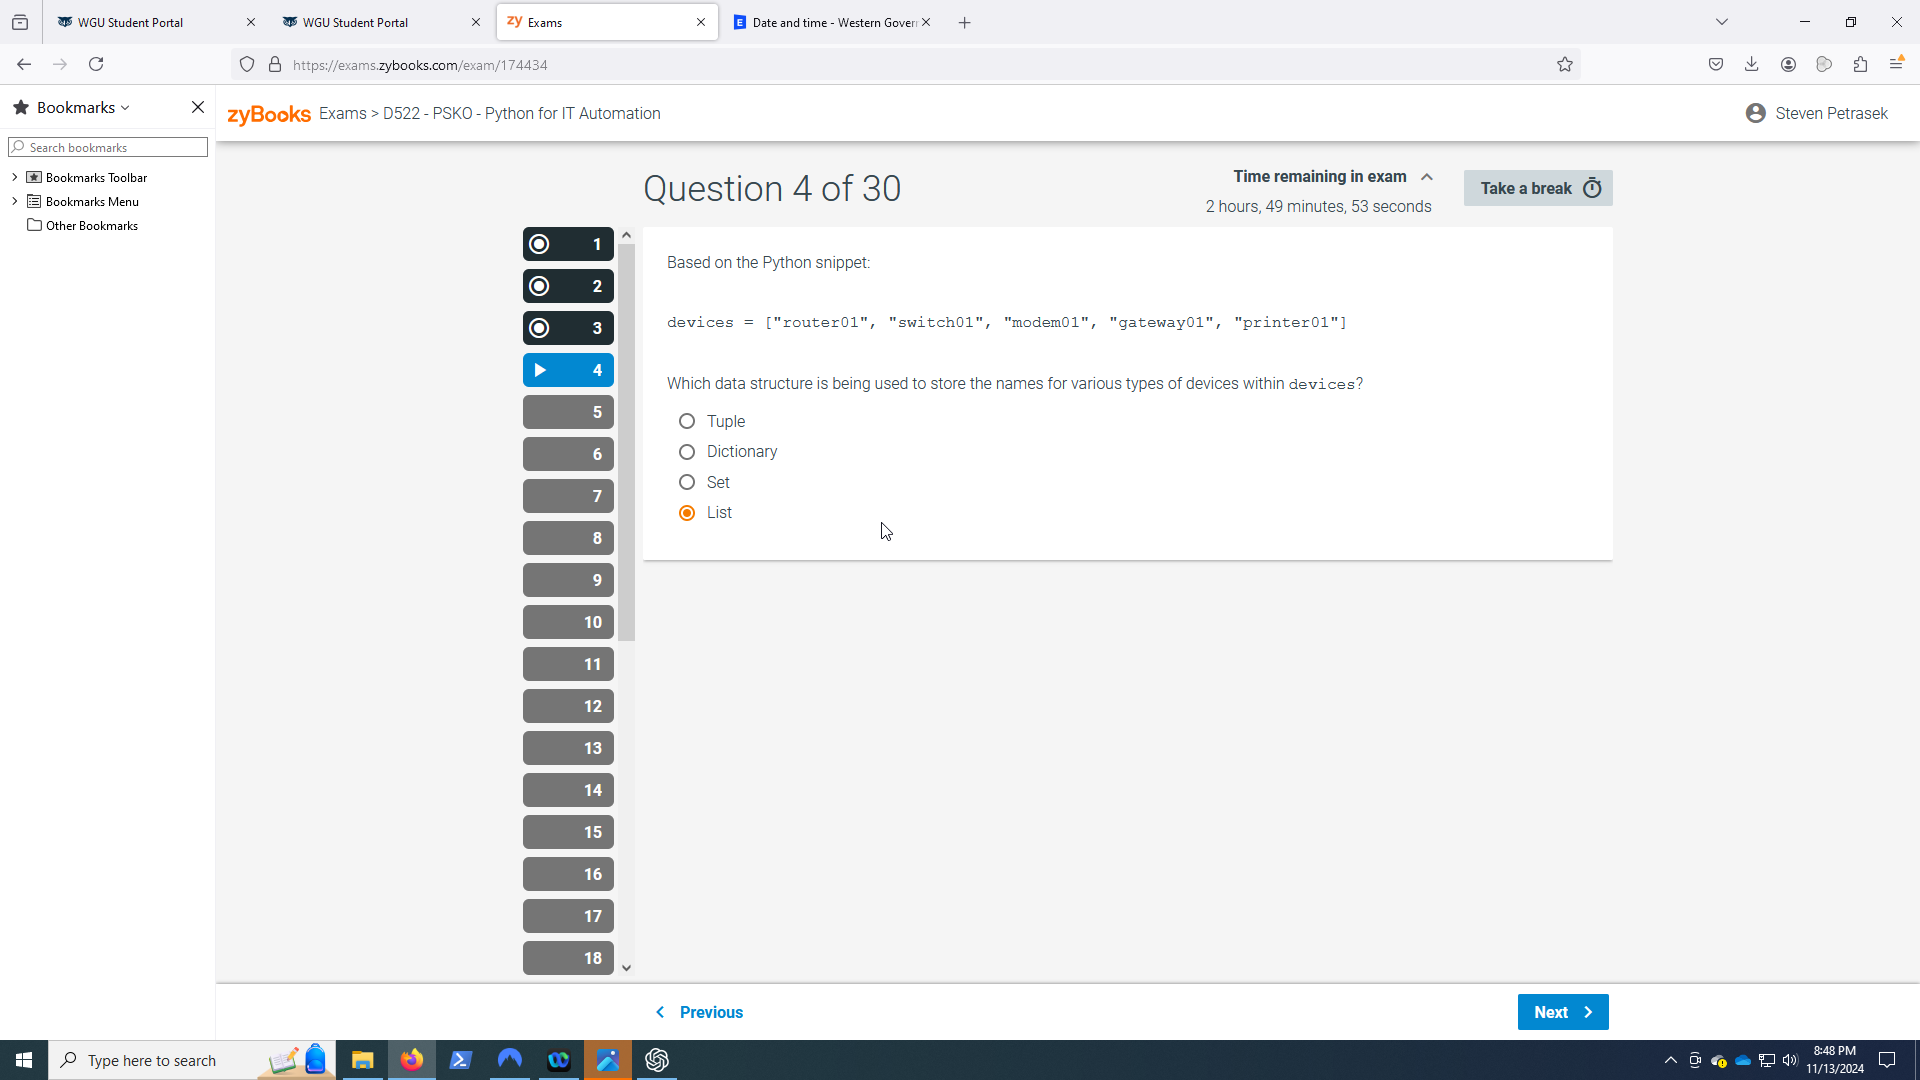 WGU Student Portal
WGU Student Portal
zy Exams
Date and time - Western Gover
https://exams.zybooks.com/exam/174434
Bookmarks
Search bookmarks
Bookmarks Toolbar
Bookmarks Menu
Other Bookmarks
zyBooks Exams > D522 - PSKO - Python for IT Automation
Steven Petrasek
Question 4 of 30
Time remaining in exam
2 hours, 49 minutes, 53 seconds
Take a break
1
2
3
4
5
6
7
8
9
10
11
12
13
14
15
16
17
18
Based on the Python snippet:
devices = ["router01", "switch01", "modem01", "gateway01", "printer01"]
Which data structure is being used to store the names for various types of devices within devices?
Tuple
Dictionary
Set
List
Previous
Next
Type here to search
8:48 PM
11/13/2024